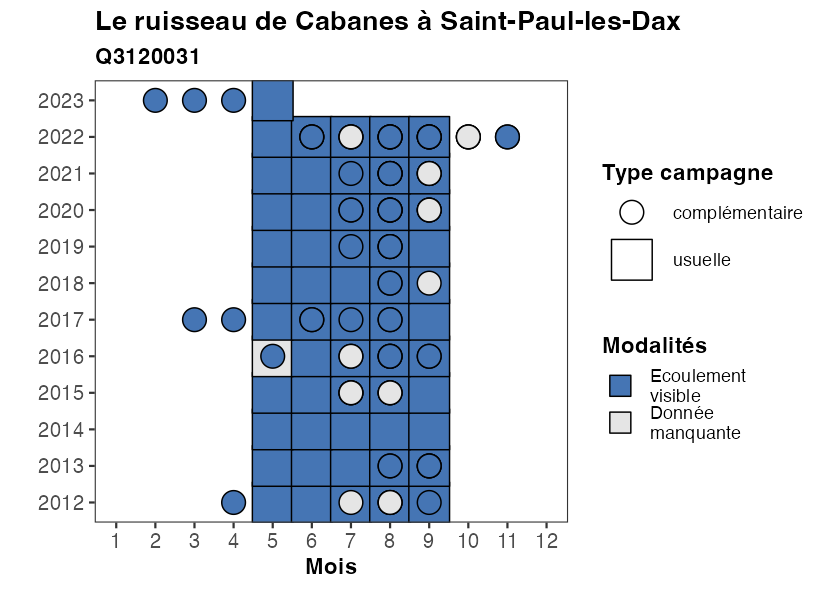 Le ruisseau de Cabanes à Saint-Paul-les-Dax
Q3120031
2023
2022
2021
2020
2019
2018
2017
2016
2015
2014
2013
2012
1 2 3 4 5 6 7 8 9 10 11 12
Mois
Type campagne
complémentaire
usuelle
Modalités
Ecoulement
visible
Donnée
manquante